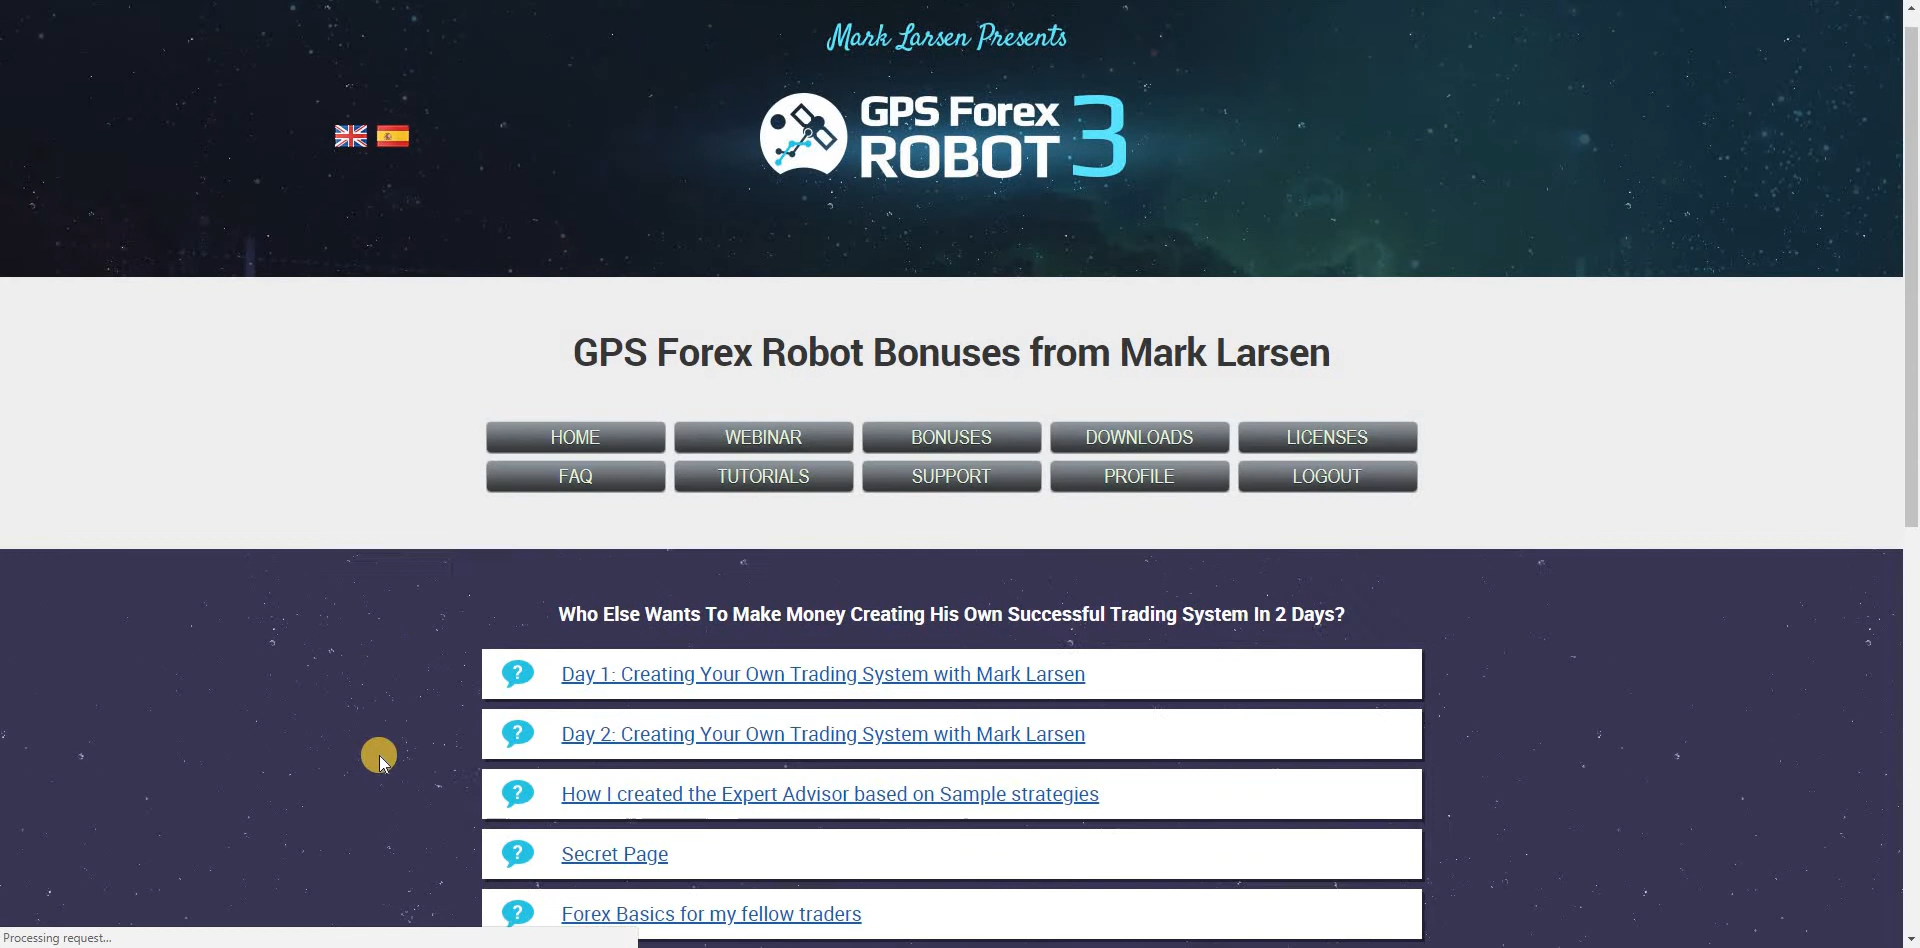 Mark Larsen Presents
GPS Forex
ROBOT 3
GPS Forex Robot Bonuses from Mark Larsen
HOME WEBINAR BONUSES DOWNLOADS LICENSES
FAQ TUTORIALS SUPPORT PROFILE LOGOUT
Who Else Wants To Make Money Creating His Own Successful Trading System In 2 Days?
? Day 1: Creating Your Own Trading System with Mark Larsen
? Day 2: Creating Your Own Trading System with Mark Larsen
? How I created the Expert Advisor based on Sample strategies
? Secret Page
? Forex Basics for my fellow traders
Processing request...